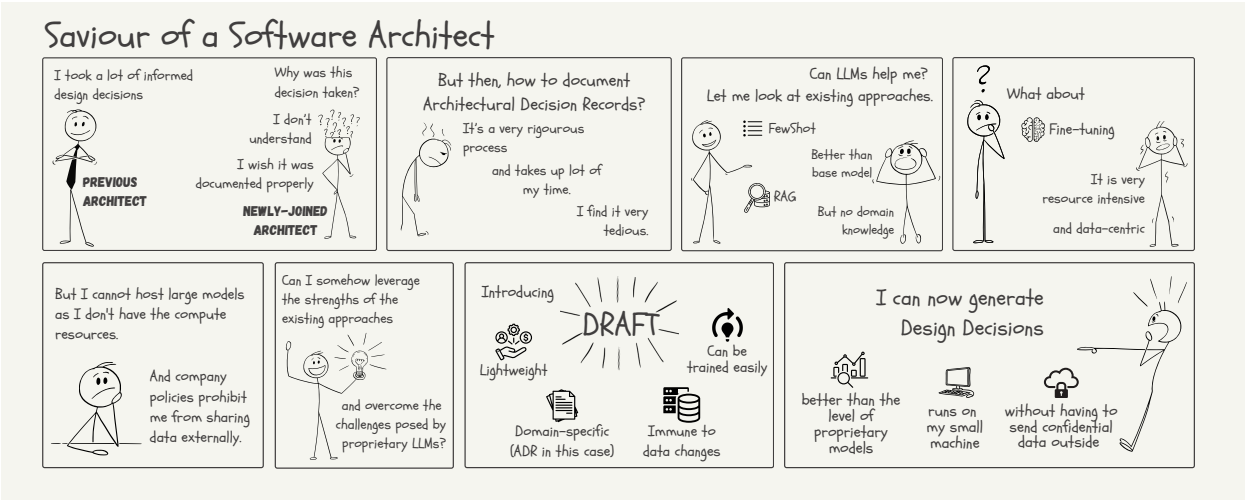 Saviour of a Software Architect
I took a lot of informed
design decisions
PREVIOUS
ARCHITECT
Why was this
decision taken?
I don't
understand
? ? ? ? ? ? ? ? ? ?
I wish it was
documented properly
NEWLY-JOINED
ARCHITECT
But then, how to document
Architectural Decision Records?
It's a very rigourous
process
and takes up lot of
my time.
I find it very
tedious.
Can LLMs help me?
Let me look at existing approaches.
FewShot
Better than
base model
RAG
But no domain
knowledge
?
What about
Fine-tuning
It is very
resource intensive
and data-centric
But I cannot host large models
as I don't have the compute
resources.
And company
policies prohibit
me from sharing
data externally.
Can I somehow leverage
the strengths of the
existing approaches
and overcome the
challenges posed by
proprietary LLMs?
Introducing
DRAFT
Lightweight
Can be
trained easily
Domain-specific
(ADR in this case)
Immune to
data changes
I can now generate
Design Decisions
better than the
level of
proprietary
models
runs on
my small
machine
without having to
send confidential
data outside